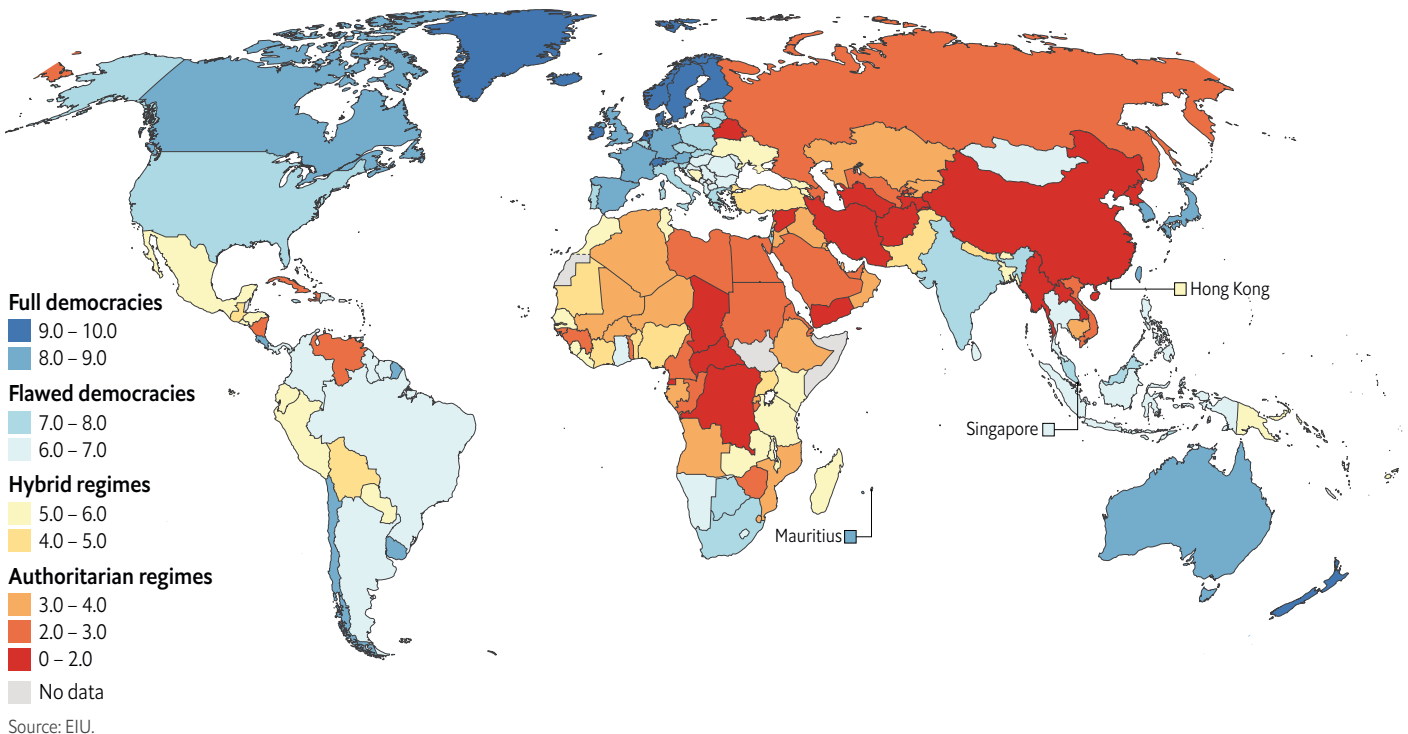 Full democracies
9.0 – 10.0
8.0 – 9.0
Flawed democracies
7.0 – 8.0
6.0 – 7.0
Hybrid regimes
5.0 – 6.0
4.0 – 5.0
Authoritarian regimes
3.0 – 4.0
2.0 – 3.0
0 – 2.0
No data
Source: EIU.
Hong Kong
Singapore
Mauritius